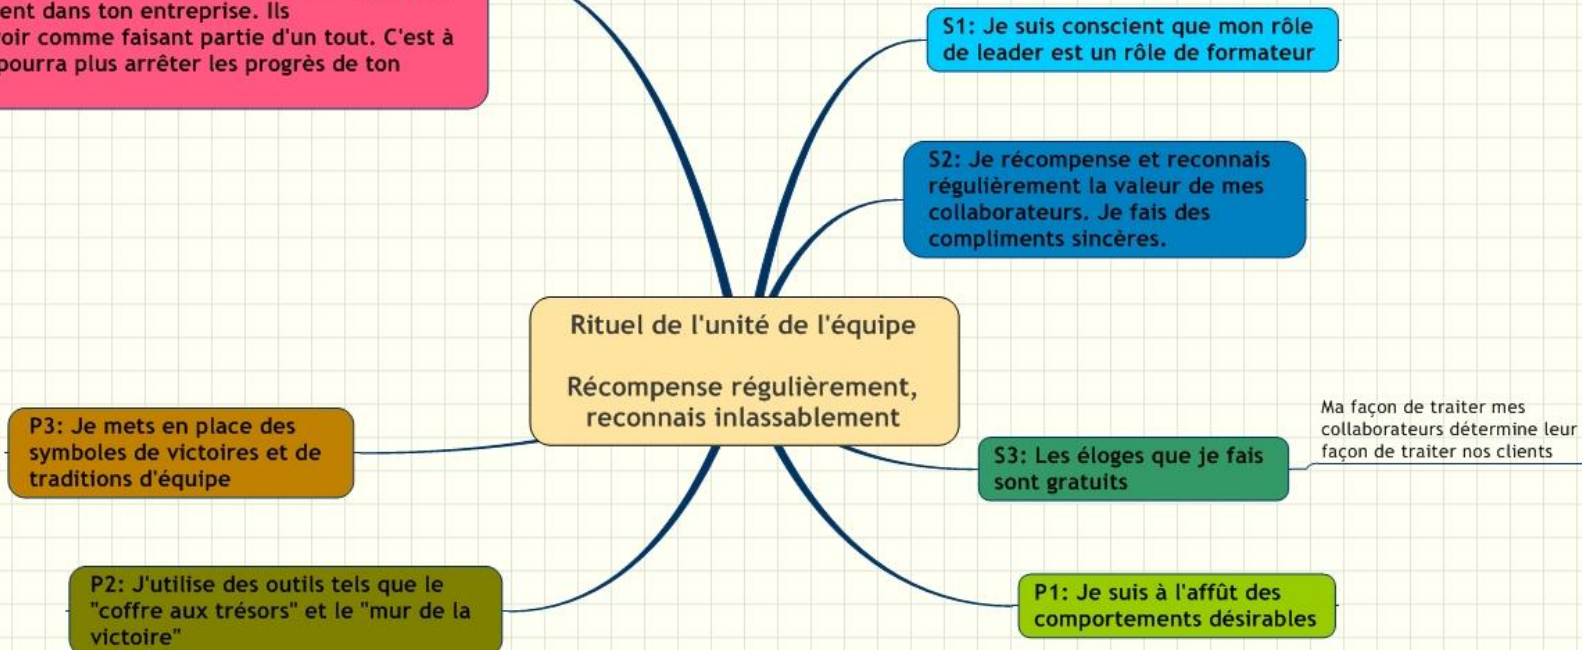 ent dans ton entreprise. Ils
oir comme faisant partie d'un tout. C'est à
pourra plus arrêter les progrès de ton
S1: Je suis conscient que mon rôle
de leader est un rôle de formateur
S2: Je récompense et reconnais
régulièrement la valeur de mes
collaborateurs. Je fais des
compliments sincères.
Rituel de l'unité de l'équipe
Récompense régulièrement,
reconnais inlassablement
Ma façon de traiter mes
collaborateurs détermine leur
façon de traiter nos clients
S3: Les éloges que je fais
sont gratuits
P3: Je mets en place des
symboles de victoires et de
traditions d'équipe
P2: J'utilise des outils tels que le
"coffre aux trésors" et le "mur de la
victoire"
P1: Je suis à l'affût des
comportements désirables